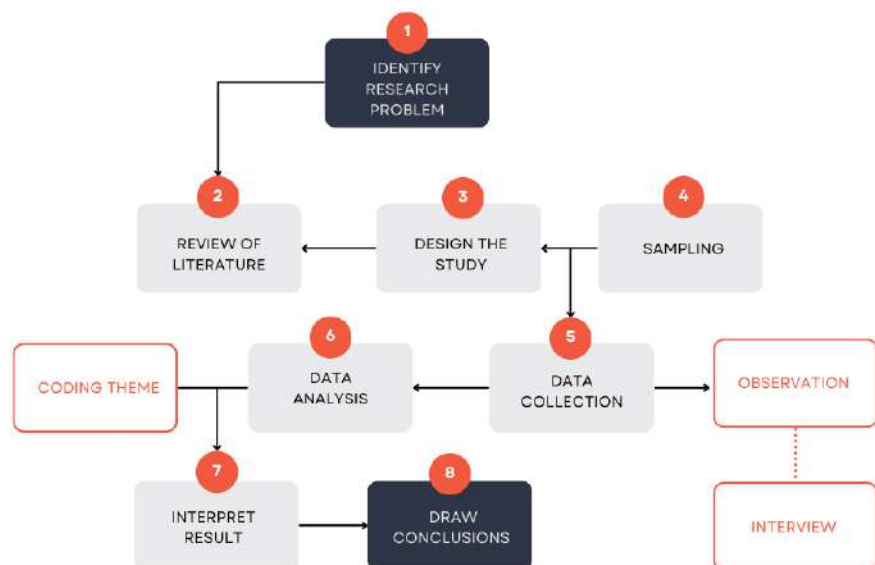 1
IDENTIFY
RESEARCH
PROBLEM
2
REVIEW OF
LITERATURE
3
DESIGN THE
STUDY
4
SAMPLING
5
DATA
COLLECTION
6
DATA
ANALYSIS
CODING THEME
OBSERVATION
INTERVIEW
7
INTERPRET
RESULT
8
DRAW
CONCLUSIONS